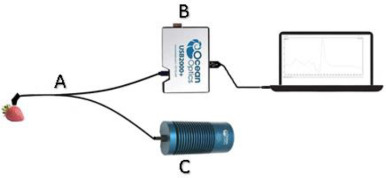 B
Ocean
Optics
USB2000+
A
C